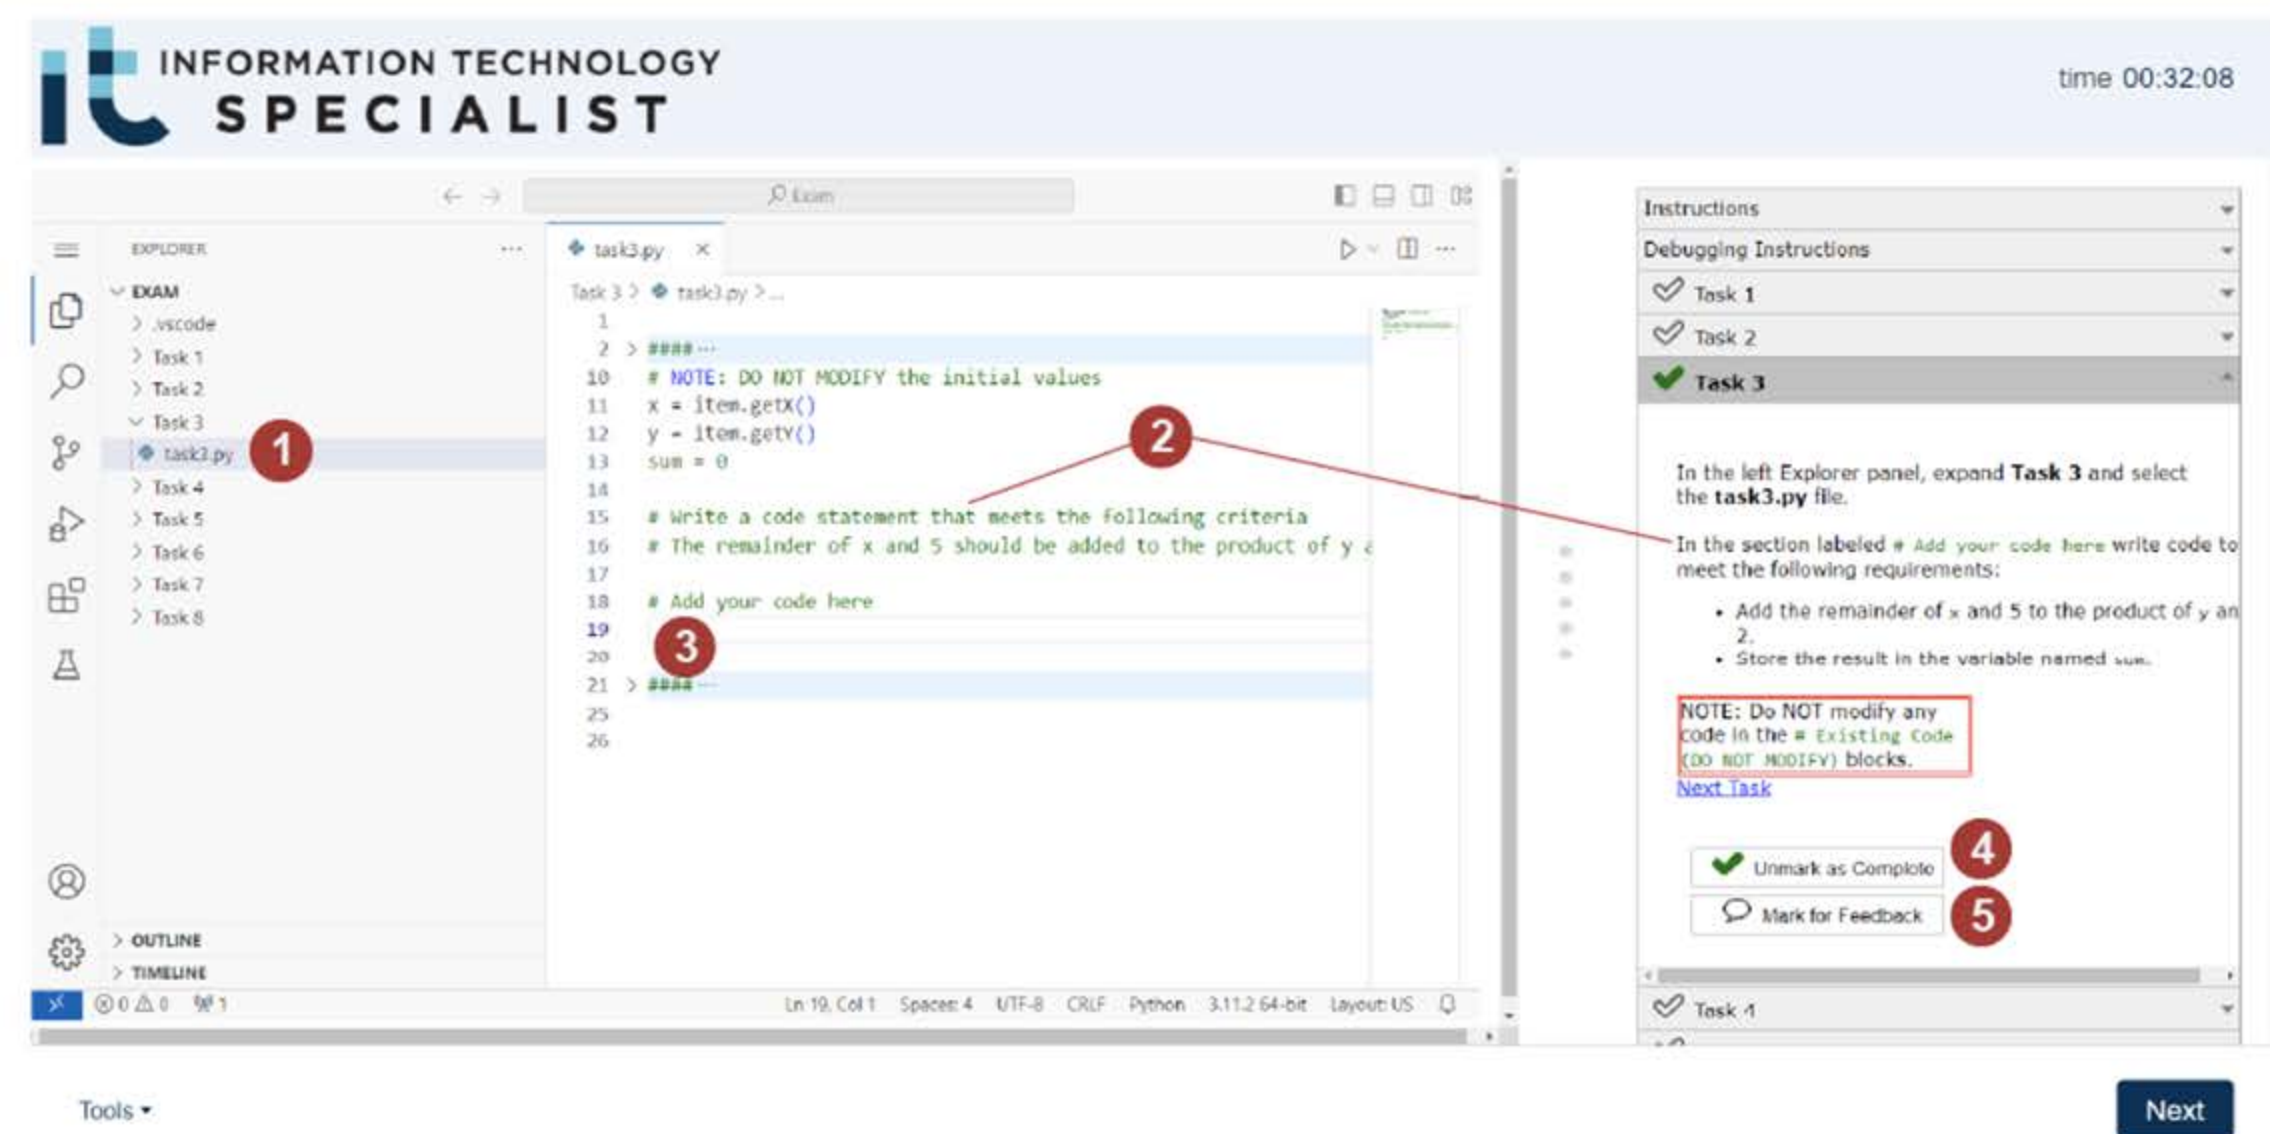 INFORMATION TECHNOLOGY
SPECIALIST
time 00:32:08
Exam
EXPLORER
task3.py
EXAM
.vscode
Task 1
Task 2
Task 3
task3.py
Task 4
Task 5
Task 6
Task 7
Task 8
OUTLINE
TIMELINE
1
Task 3 > task3.py > ...
1
2 > ####...
10 # NOTE: DO NOT MODIFY the initial values
11 x = item.getX()
12 y = item.getY()
13 sum = 0
14
15 # Write a code statement that meets the following criteria
16 # The remainder of x and 5 should be added to the product of y a
17
18 # Add your code here
19
20
21 > ####...
25
26
2
3
0 0 1
Ln 19, Col 1 Spaces: 4 UTF-8 CRLF Python 3.11.2 64-bit Layout: US
Instructions
Debugging Instructions
Task 1
Task 2
Task 3
In the left Explorer panel, expand Task 3 and select
the task3.py file.
In the section labeled # Add your code here write code to
meet the following requirements:
• Add the remainder of x and 5 to the product of y an
2.
• Store the result in the variable named sum.
NOTE: Do NOT modify any
code in the # Existing Code
(DO NOT MODIFY) blocks.
Next Task
Unmark as Complete
4
Mark for Feedback
5
Task 4
Tools
Next